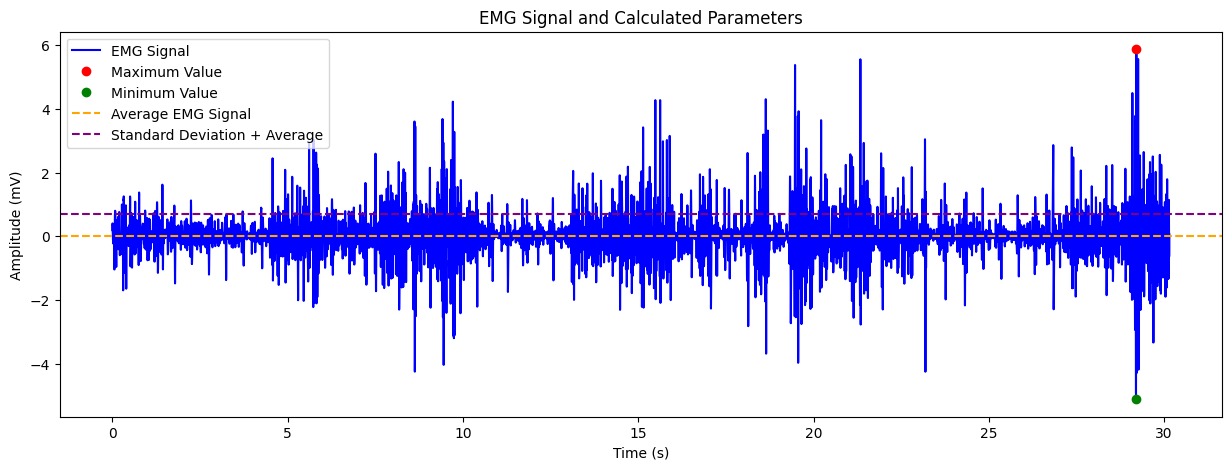 EMG Signal and Calculated Parameters
EMG Signal
Maximum Value
Minimum Value
Average EMG Signal
Standard Deviation + Average
Amplitude (mV)
6
4
2
0
−2
−4
0 5 10 15 20 25 30
Time (s)